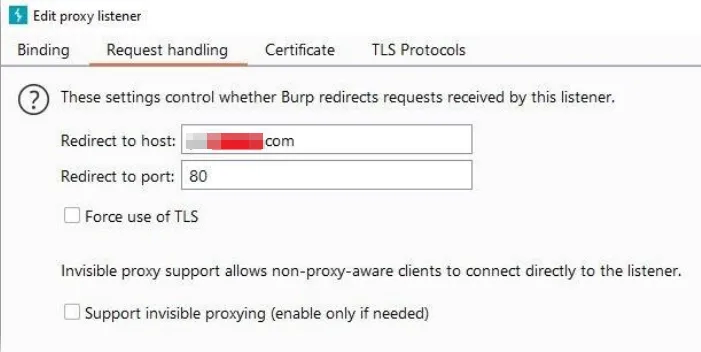 Edit proxy listener
Binding Request handling Certificate TLS Protocols
? These settings control whether Burp redirects requests received by this listener.
Redirect to host: com
Redirect to port: 80
Force use of TLS
Invisible proxy support allows non-proxy-aware clients to connect directly to the listener.
Support invisible proxying (enable only if needed)